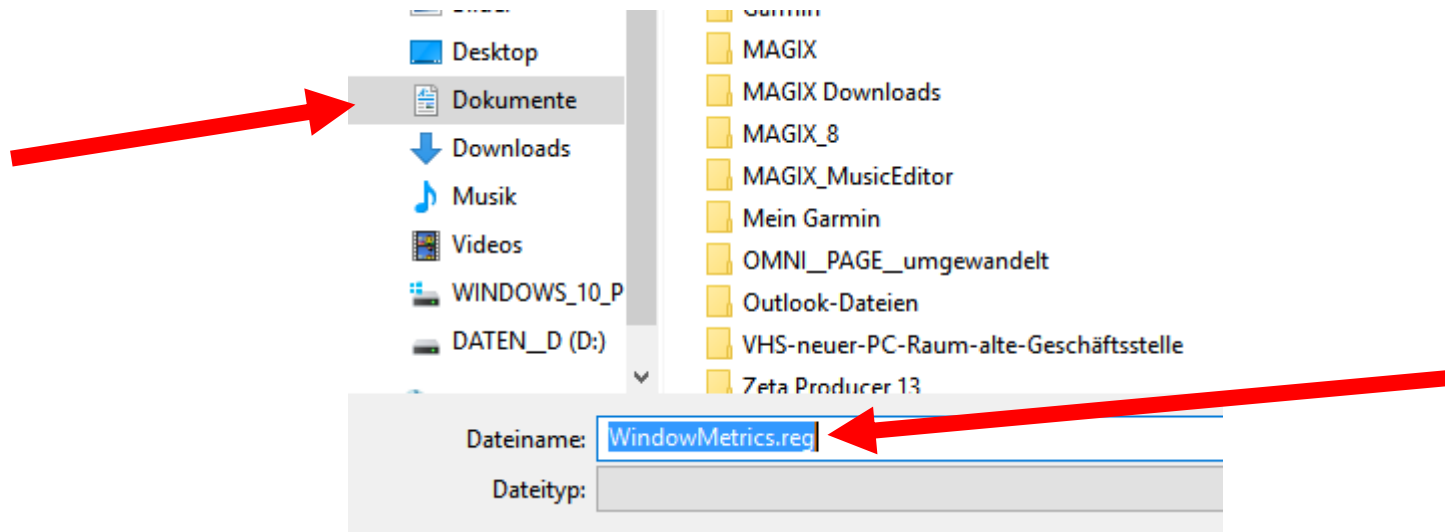 Desktop
Dokumente
Downloads
Musik
Videos
WINDOWS_10_P
DATEN__D (D:)
MAGIX
MAGIX Downloads
MAGIX_8
MAGIX_MusicEditor
Mein Garmin
OMNI__PAGE__umgewandelt
Outlook-Dateien
VHS-neuer-PC-Raum-alte-Geschäftsstelle
Zeta Producer 13
Dateiname: WindowMetrics.reg
Dateityp: